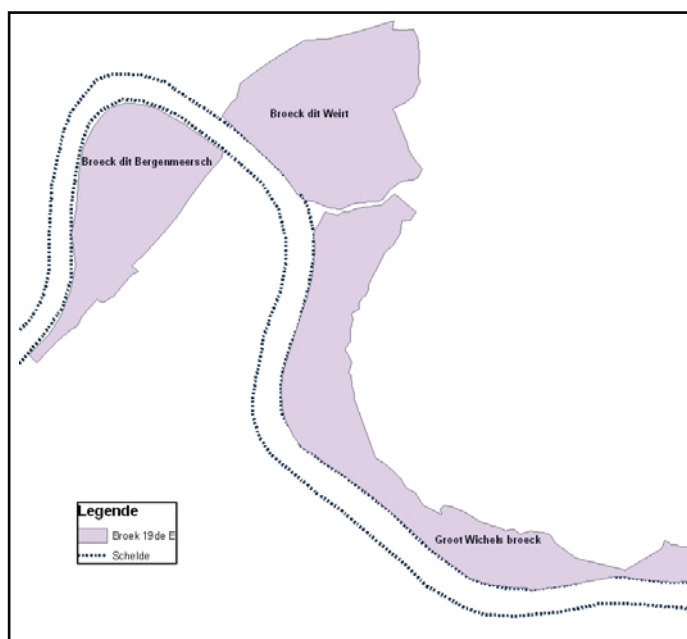 Broeck dit Weirt
Broeck dit Bergenmeersch
Groot Wichels broeck
Legende
Broek 19de E
Schelde